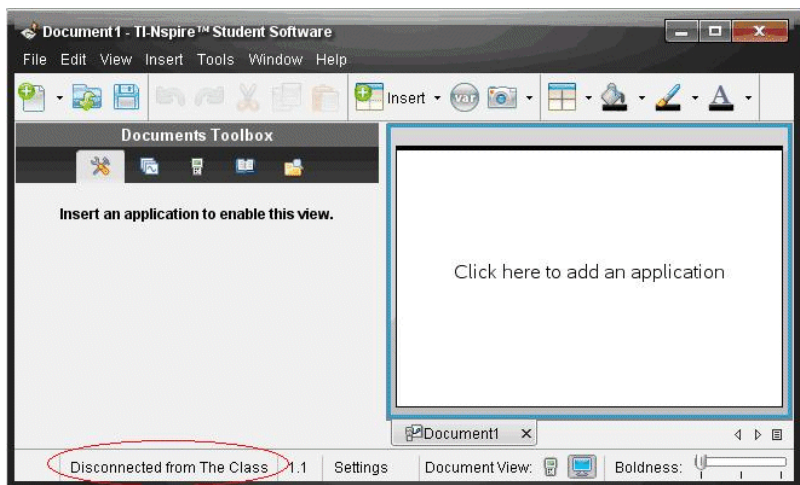 Document1 - TI-Nspire™ Student Software
File Edit View Insert Tools Window Help
Insert var A
Documents Toolbox
Insert an application to enable this view.
Click here to add an application
Document1
Disconnected from The Class 1.1 Settings Document View: Boldness: